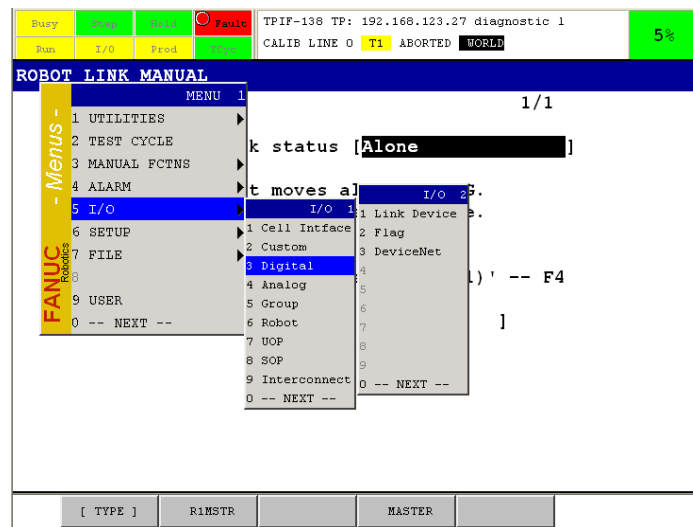 Busy Step Hold Fault
Run I/O Prod TCyc
TPIF-138 TP: 192.168.123.27 diagnostic l
CALIB LINE 0 T1 ABORTED WORLD
5%
ROBOT LINK MANUAL
1/1
k status [Alone ]
t moves al
G.
e.
l)' -- F4
]
- Menus -
FANUC
Robotics
MENU 1
1 UTILITIES
2 TEST CYCLE
3 MANUAL FCTNS
4 ALARM
5 I/O
6 SETUP
7 FILE
8
9 USER
0 -- NEXT --
I/O 1
1 Cell Intface
2 Custom
3 Digital
4 Analog
5 Group
6 Robot
7 UOP
8 SOP
9 Interconnect
0 -- NEXT --
I/O 2
1 Link Device
2 Flag
3 DeviceNet
4
5
6
7
8
9
0 -- NEXT --
[ TYPE ] R1MSTR MASTER